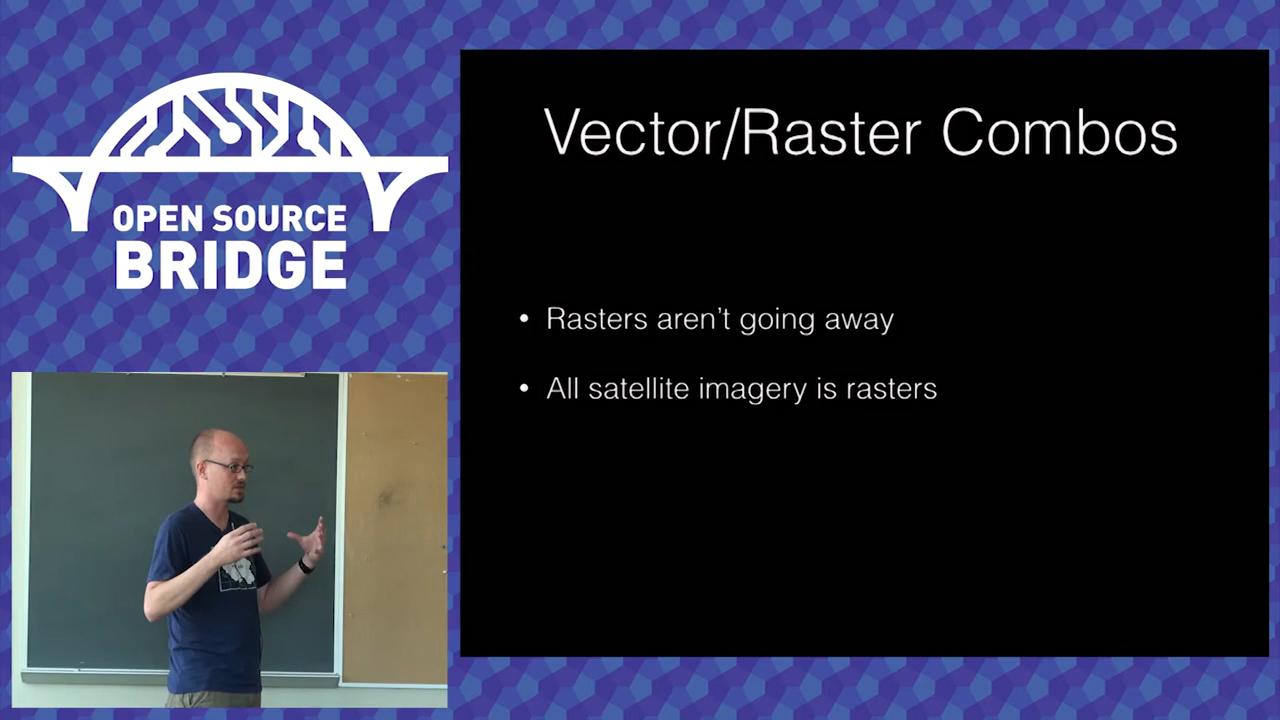 OPEN SOURCE
BRIDGE
Vector/Raster Combos
• Rasters aren't going away
• All satellite imagery is rasters